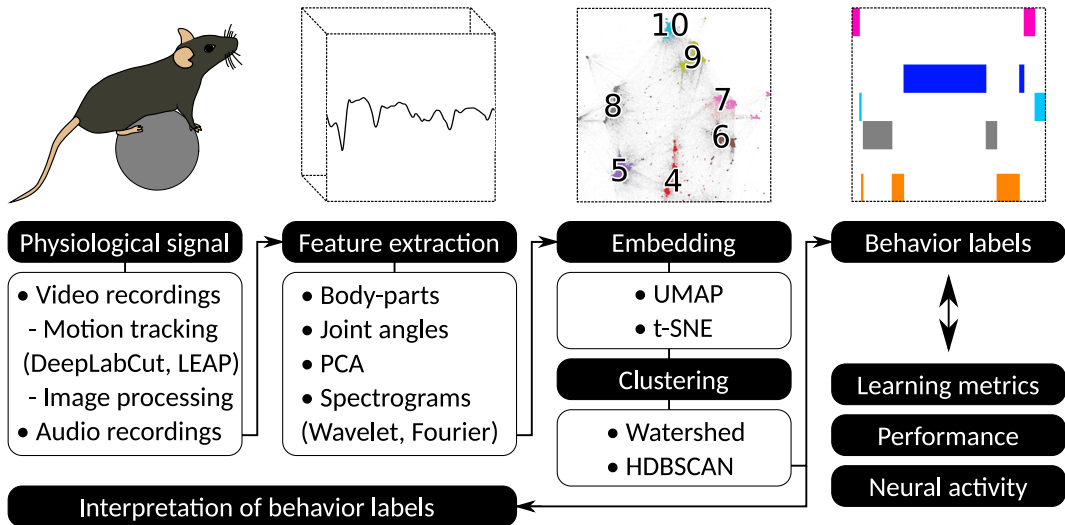 10
9
8
7
6
5
4
Physiological signal
• Video recordings
- Motion tracking
(DeepLabCut, LEAP)
- Image processing
• Audio recordings
Feature extraction
• Body-parts
• Joint angles
• PCA
• Spectrograms
(Wavelet, Fourier)
Embedding
• UMAP
• t-SNE
Clustering
• Watershed
• HDBSCAN
Behavior labels
Learning metrics
Performance
Neural activity
Interpretation of behavior labels